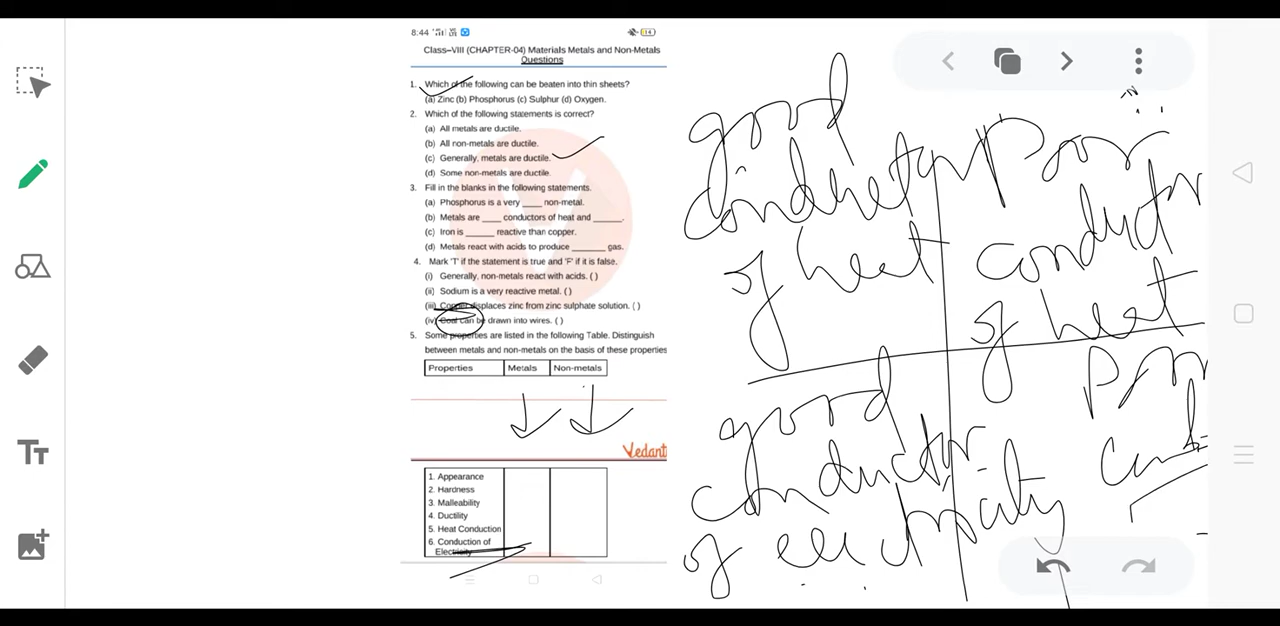 8:44
14
Class–VIII (CHAPTER-04) Materials Metals and Non-Metals
Questions
1. Which of the following can be beaten into thin sheets?
(a) Zinc (b) Phosphorus (c) Sulphur (d) Oxygen.
2. Which of the following statements is correct?
(a) All metals are ductile.
(b) All non-metals are ductile.
(c) Generally, metals are ductile.
(d) Some non-metals are ductile.
3. Fill in the blanks in the following statements.
(a) Phosphorus is a very ____ non-metal.
(b) Metals are ____ conductors of heat and ______.
(c) Iron is ______ reactive than copper.
(d) Metals react with acids to produce _______ gas.
4. Mark 'T' if the statement is true and 'F' if it is false.
(i) Generally, non-metals react with acids. ( )
(ii) Sodium is a very reactive metal. ( )
(iii) Copper displaces zinc from zinc sulphate solution. ( )
(iv) Coal can be drawn into wires. ( )
5. Some properties are listed in the following Table. Distinguish
between metals and non-metals on the basis of these properties
Properties Metals Non-metals
Vedant
1. Appearance
2. Hardness
3. Malleability
4. Ductility
5. Heat Conduction
6. Conduction of
Electricity
good
conductor
of heat
Poor
conductor
of heat
good
conductor
of electricity
Poor
TT